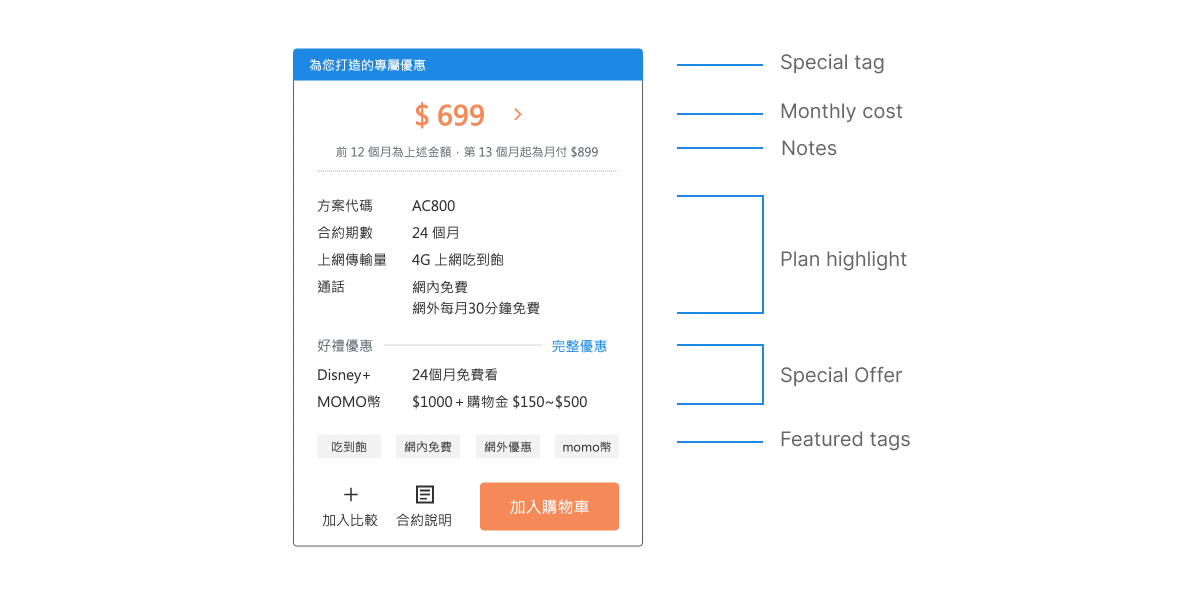 為您打造的專屬優惠
$ 699
前 12 個月為上述金額 · 第 13 個月起為月付 $899
方案代碼 AC800
合約期數 24 個月
上網傳輸量 4G 上網吃到飽
通話 網內免費
網外每月30分鐘免費
好禮優惠 完整優惠
Disney+ 24個月免費看
MOMO幣 $1000 + 購物金 $150~$500
吃到飽 網內免費 網外優惠 momo幣
加入比較 合約說明 加入購物車
Special tag
Monthly cost
Notes
Plan highlight
Special Offer
Featured tags